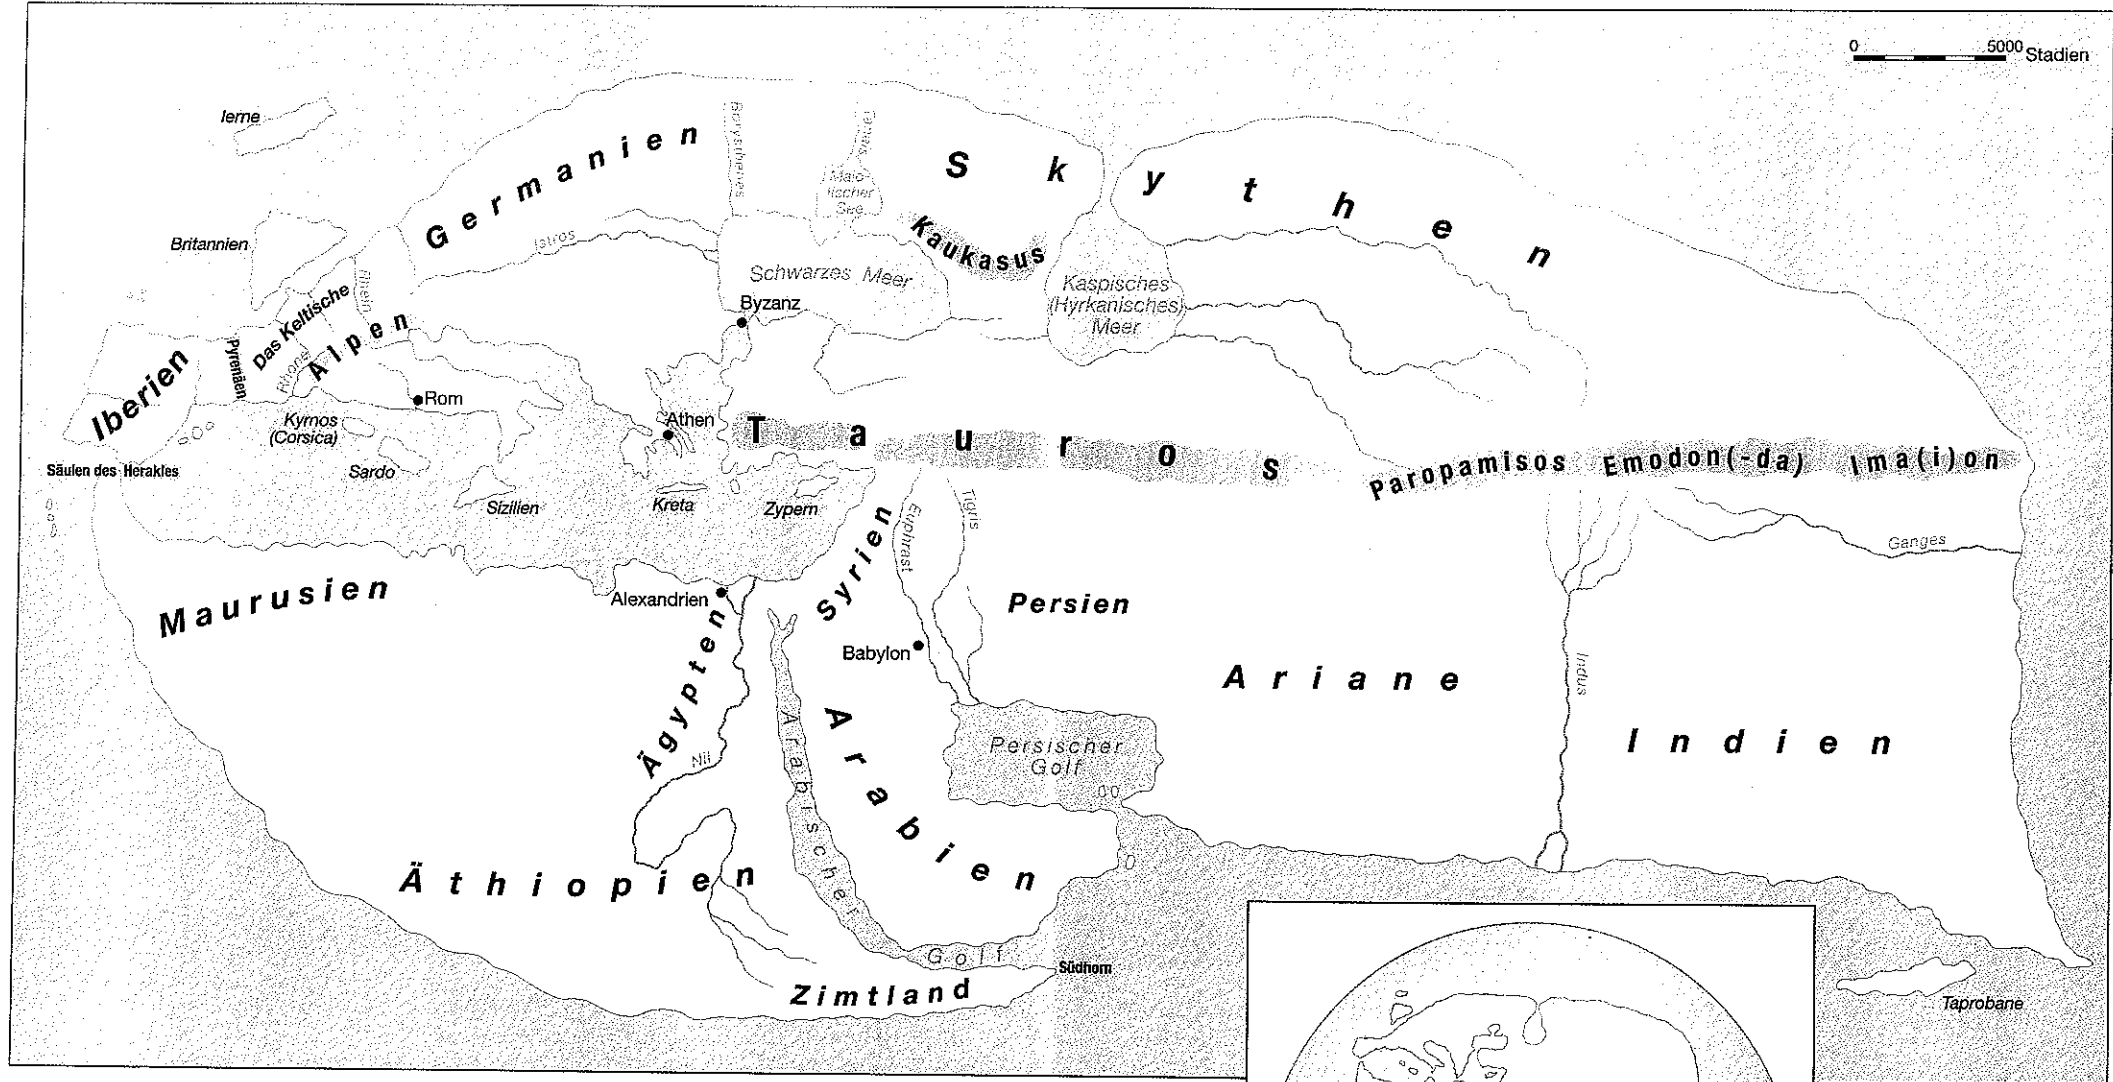 0 5000 Stadien
Ierne
Germanien
Borysthenes
Tanais
Maio-
tischer
See
Skythen
Britannien
Istros
Kaukasus
Schwarzes Meer
Kaspisches
(Hyrkanisches)
Meer
Rhein
Das Keltische
Byzanz
Pyrenäen
Rhone
Alpen
Iberien
Rom
Kyrnos
(Corsica)
Athen
Tauros
Paropamisos
Emodon(-da)
Ima(i)on
Säulen des Herakles
Sardo
Sizilien
Kreta
Zypern
Syrien
Euphrast
Tigris
Ganges
Maurusien
Alexandrien
Persien
Babylon
Ägypten
Ariane
Indus
Indien
Nil
Arabischer Golf
Arabien
Persischer
Golf
Äthiopien
Südhorn
Zimtland
Taprobane